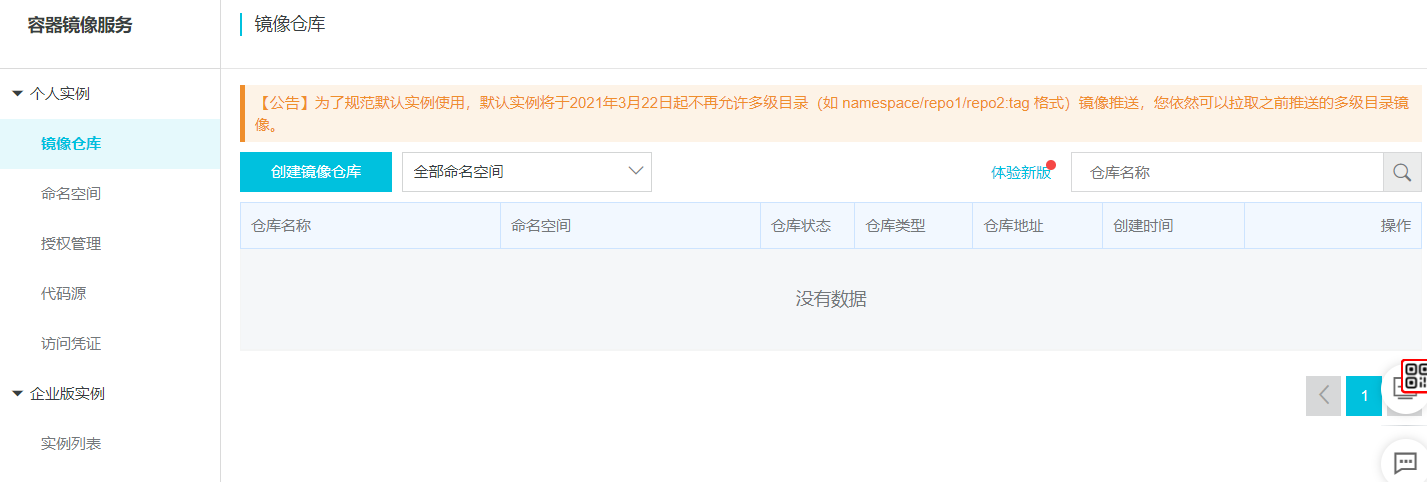 容器镜像服务
镜像仓库
个人实例
镜像仓库
命名空间
授权管理
代码源
访问凭证
企业版实例
实例列表
【公告】为了规范默认实例使用，默认实例将于2021年3月22日起不再允许多级目录（如 namespace/repo1/repo2:tag 格式）镜像推送，您依然可以拉取之前推送的多级目录镜
像。
创建镜像仓库 全部命名空间 体验新版 仓库名称
仓库名称 命名空间 仓库状态 仓库类型 仓库地址 创建时间 操作
没有数据
1